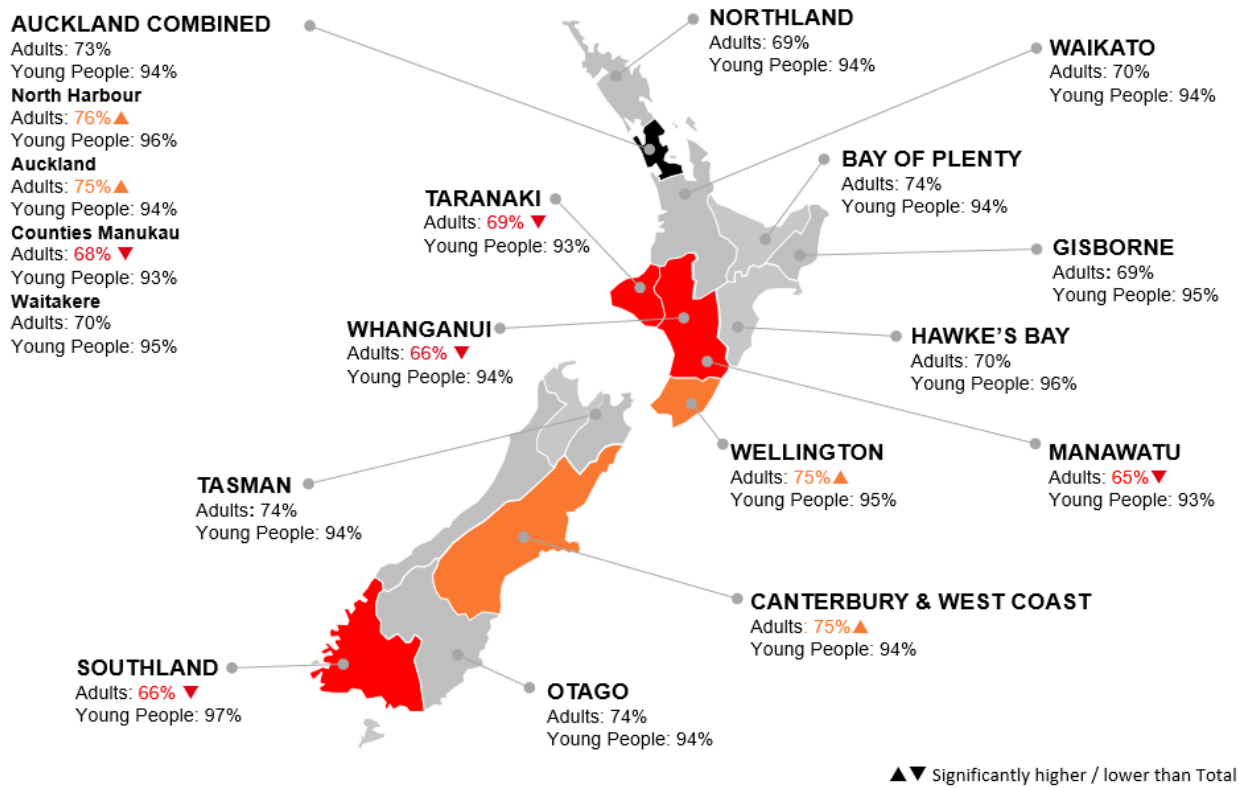 AUCKLAND COMBINED
Adults: 73%
Young People: 94%
North Harbour
Adults: 76%▲
Young People: 96%
Auckland
Adults: 75%▲
Young People: 94%
Counties Manukau
Adults: 68% ▼
Young People: 93%
Waitakere
Adults: 70%
Young People: 95%
NORTHLAND
Adults: 69%
Young People: 94%
WAIKATO
Adults: 70%
Young People: 94%
BAY OF PLENTY
Adults: 74%
Young People: 94%
TARANAKI
Adults: 69% ▼
Young People: 93%
GISBORNE
Adults: 69%
Young People: 95%
WHANGANUI
Adults: 66% ▼
Young People: 94%
HAWKE’S BAY
Adults: 70%
Young People: 96%
WELLINGTON
Adults: 75%▲
Young People: 95%
MANAWATU
Adults: 65%▼
Young People: 93%
TASMAN
Adults: 74%
Young People: 94%
CANTERBURY & WEST COAST
Adults: 75%▲
Young People: 94%
SOUTHLAND
Adults: 66% ▼
Young People: 97%
OTAGO
Adults: 74%
Young People: 94%
▲▼ Significantly higher / lower than Total